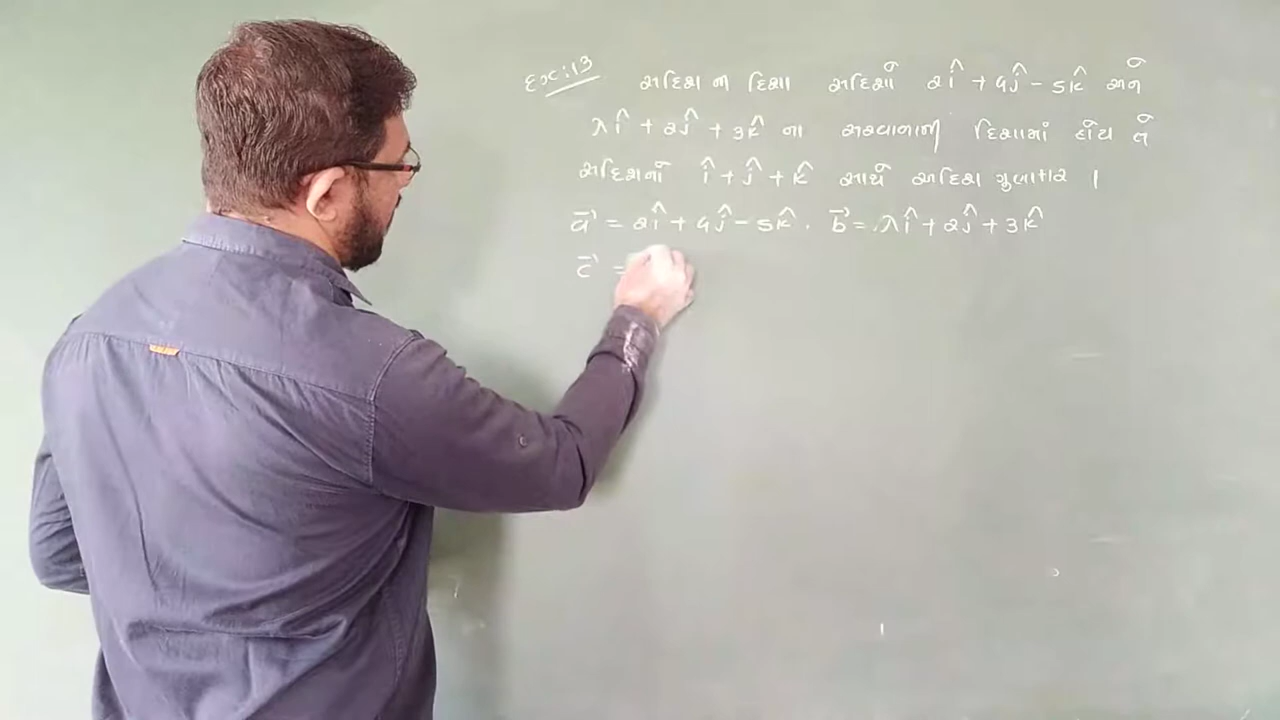 Ex:13 સદિશ ની દિશા સદિશો 2î + 4ĵ - 5k̂ અને
λî + 2ĵ + 3k̂ ના સરવાળાની દિશામાં હોય તે
સદિશનો î + ĵ + k̂ સાથે અદિશ ગુણાકાર 1
a⃗ = 2î + 4ĵ - 5k̂ . b⃗ = λî + 2ĵ + 3k̂
c⃗ =